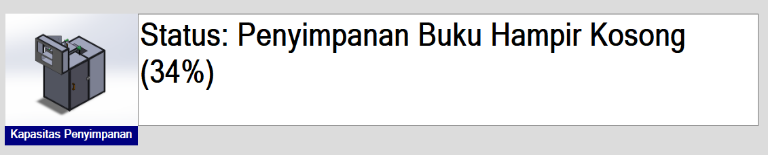 Status: Penyimpanan Buku Hampir Kosong
(34%)
Kapasitas Penyimpanan